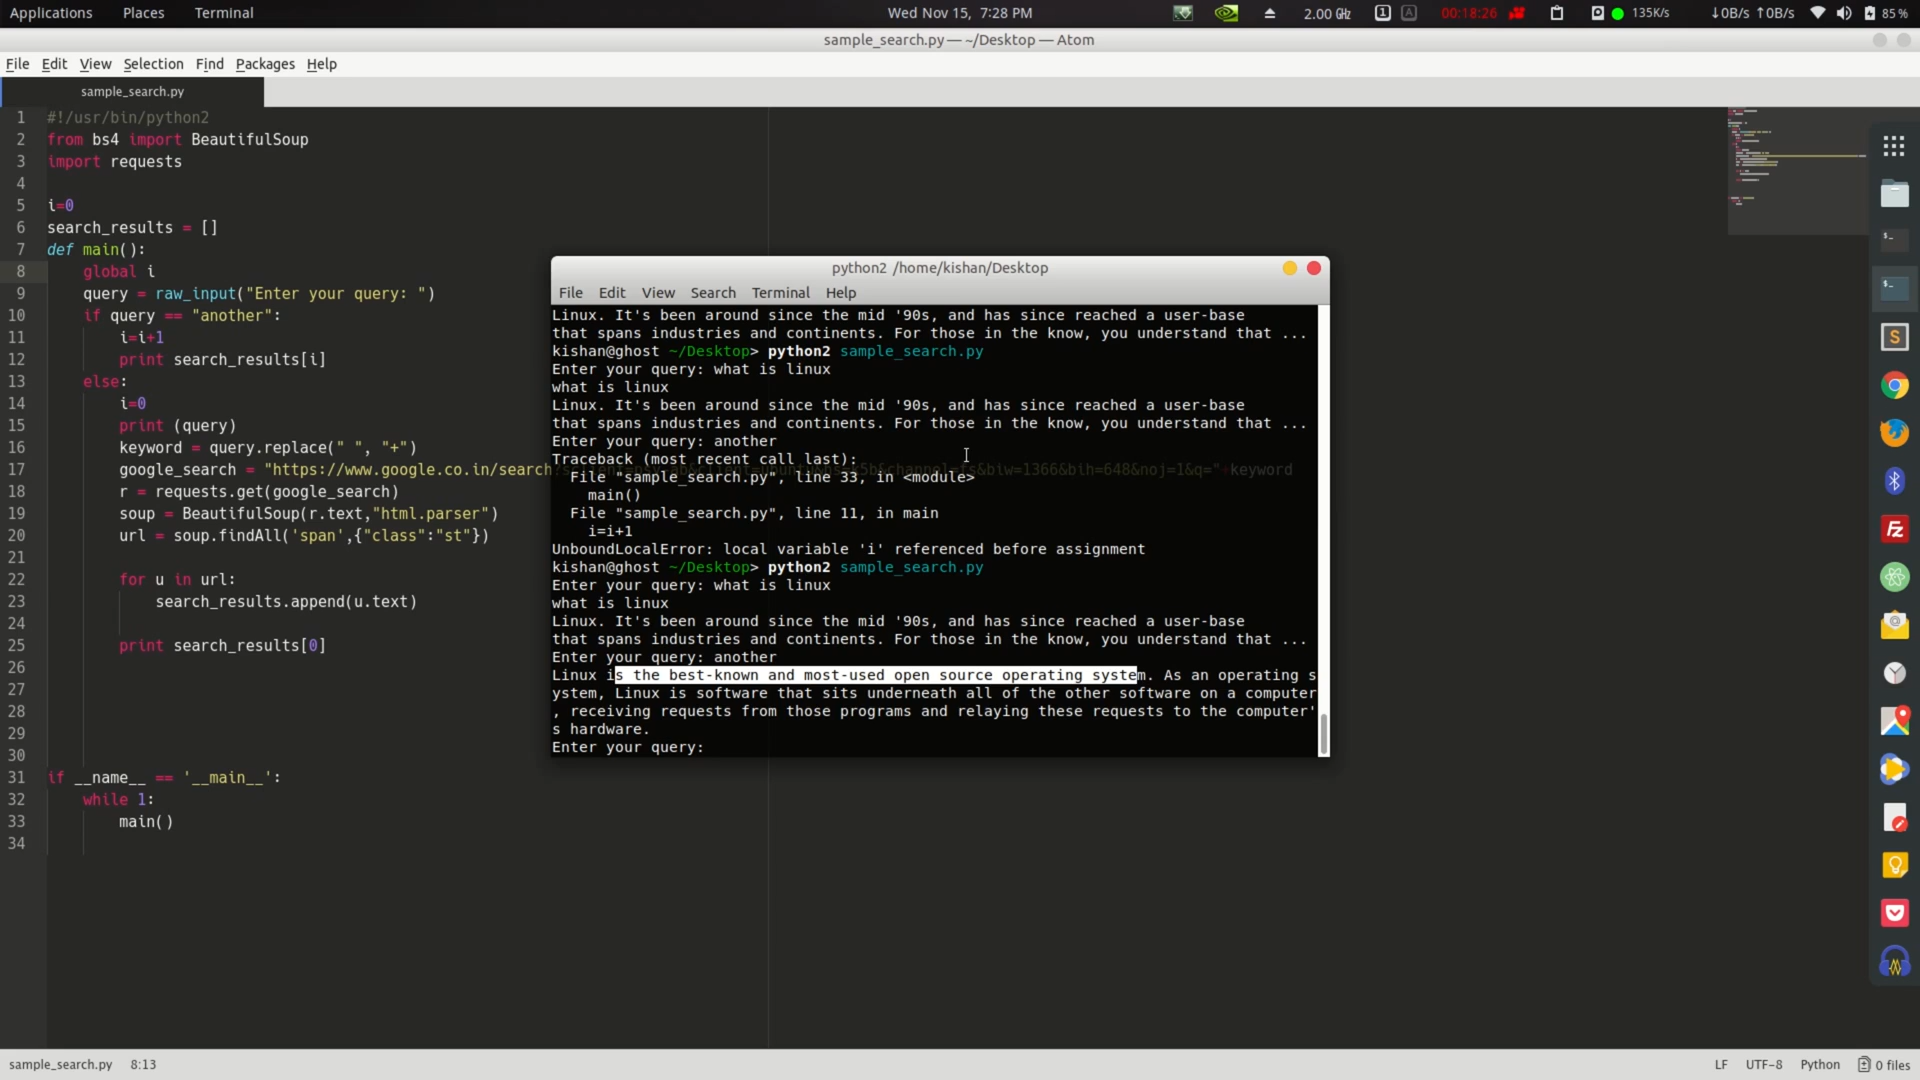 Applications Places Terminal Wed Nov 15, 7:28 PM 2.00 GHz 1 A 00:18:26 135K/s ↓0B/s ↑0B/s 85 %
sample_search.py — ~/Desktop — Atom
File Edit View Selection Find Packages Help
sample_search.py
1 #!/usr/bin/python2
2 from bs4 import BeautifulSoup
3 import requests
4
5 i=0
6 search_results = []
7 def main():
8 global i
9 query = raw_input("Enter your query: ")
10 if query == "another":
11 i=i+1
12 print search_results[i]
13 else:
14 i=0
15 print (query)
16 keyword = query.replace(" ", "+")
17 google_search = "https://www.google.co.in/search
18 r = requests.get(google_search)
19 soup = BeautifulSoup(r.text,"html.parser")
20 url = soup.findAll('span',{"class":"st"})
21
22 for u in url:
23 search_results.append(u.text)
24
25 print search_results[0]
26
27
28
29
30
31 if __name__ == '__main__':
32 while 1:
33 main()
34
python2 /home/kishan/Desktop
File Edit View Search Terminal Help
Linux. It's been around since the mid '90s, and has since reached a user-base
that spans industries and continents. For those in the know, you understand that ...
kishan@ghost ~/Desktop> python2 sample_search.py
Enter your query: what is linux
what is linux
Linux. It's been around since the mid '90s, and has since reached a user-base
that spans industries and continents. For those in the know, you understand that ...
Enter your query: another
Traceback (most recent call last):
File "sample_search.py", line 33, in <module>
main()
File "sample_search.py", line 11, in main
i=i+1
UnboundLocalError: local variable 'i' referenced before assignment
kishan@ghost ~/Desktop> python2 sample_search.py
Enter your query: what is linux
what is linux
Linux. It's been around since the mid '90s, and has since reached a user-base
that spans industries and continents. For those in the know, you understand that ...
Enter your query: another
Linux is the best-known and most-used open source operating system. As an operating s
ystem, Linux is software that sits underneath all of the other software on a computer
, receiving requests from those programs and relaying these requests to the computer'
s hardware.
Enter your query:
sample_search.py 8:13 LF UTF-8 Python 0 files